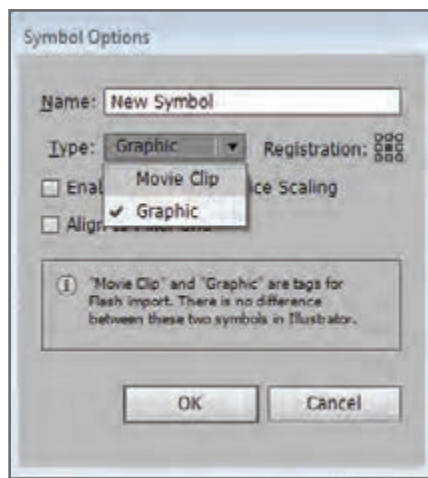 Symbol Options
Name: New Symbol
Type: Graphic Registration:
Movie Clip
Graphic
Enal ice Scaling
Align
"Movie Clip" and "Graphic" are tags for
Flash import. There is no difference
between these two symbols in Illustrator.
OK Cancel